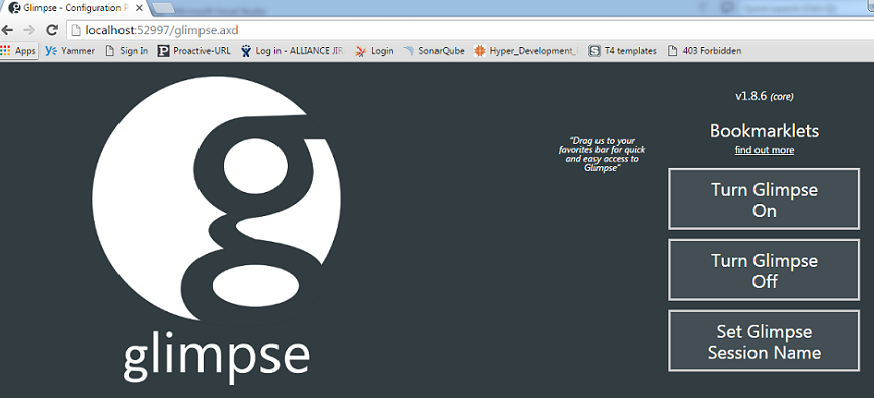 Glimpse - Configuration P
localhost:52997/glimpse.axd
Apps Yammer Sign In Proactive-URL Log in - ALLIANCE JIR Login SonarQube Hyper_Development_ T4 templates 403 Forbidden
v1.8.6 (core)
Bookmarklets
find out more
"Drag us to your
favorites bar for quick
and easy access to
Glimpse"
Turn Glimpse
On
Turn Glimpse
Off
Set Glimpse
Session Name
g
glimpse